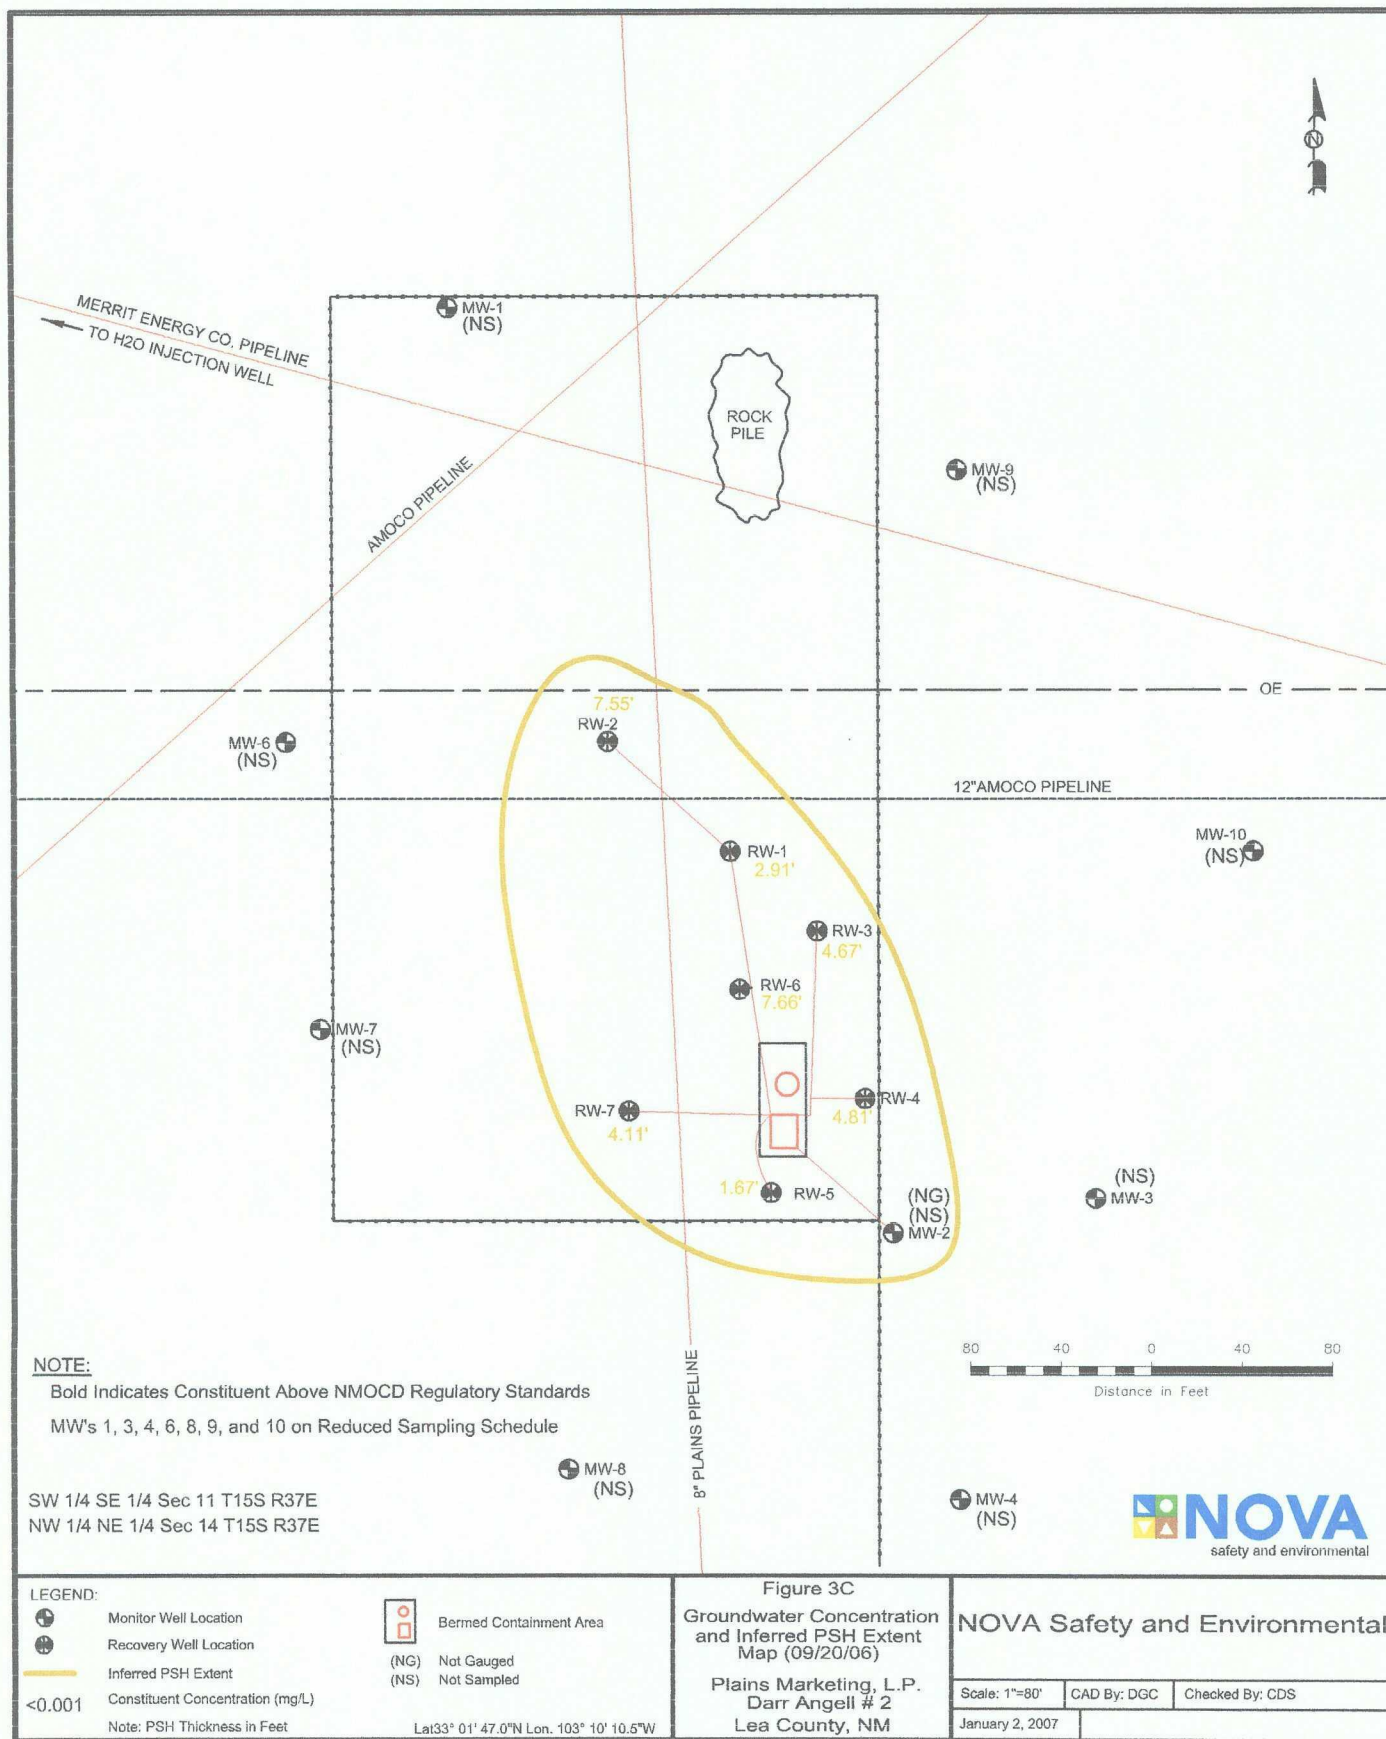 N
MERRIT ENERGY CO. PIPELINE
TO H2O INJECTION WELL
MW-1
(NS)
ROCK
PILE
MW-9
(NS)
AMOCO PIPELINE
OE
7.55'
RW-2
MW-6
(NS)
12"AMOCO PIPELINE
MW-10
(NS)
RW-1
2.91'
RW-3
4.67'
RW-6
7.66'
MW-7
(NS)
RW-7
4.11'
RW-4
4.81'
1.67'
RW-5
(NG)
(NS)
MW-2
(NS)
MW-3
80 40 0 40 80
Distance in Feet
8" PLAINS PIPELINE
NOTE:
Bold Indicates Constituent Above NMOCD Regulatory Standards
MW's 1, 3, 4, 6, 8, 9, and 10 on Reduced Sampling Schedule
MW-8
(NS)
MW-4
(NS)
SW 1/4 SE 1/4 Sec 11 T15S R37E
NW 1/4 NE 1/4 Sec 14 T15S R37E
NOVA
safety and environmental
LEGEND:
Monitor Well Location
Recovery Well Location
Inferred PSH Extent
<0.001 Constituent Concentration (mg/L)
Note: PSH Thickness in Feet
Bermed Containment Area
(NG) Not Gauged
(NS) Not Sampled
Lat33° 01' 47.0"N Lon. 103° 10' 10.5"W
Figure 3C
Groundwater Concentration
and Inferred PSH Extent
Map (09/20/06)
Plains Marketing, L.P.
Darr Angell # 2
Lea County, NM
NOVA Safety and Environmental
Scale: 1"=80' CAD By: DGC Checked By: CDS
January 2, 2007